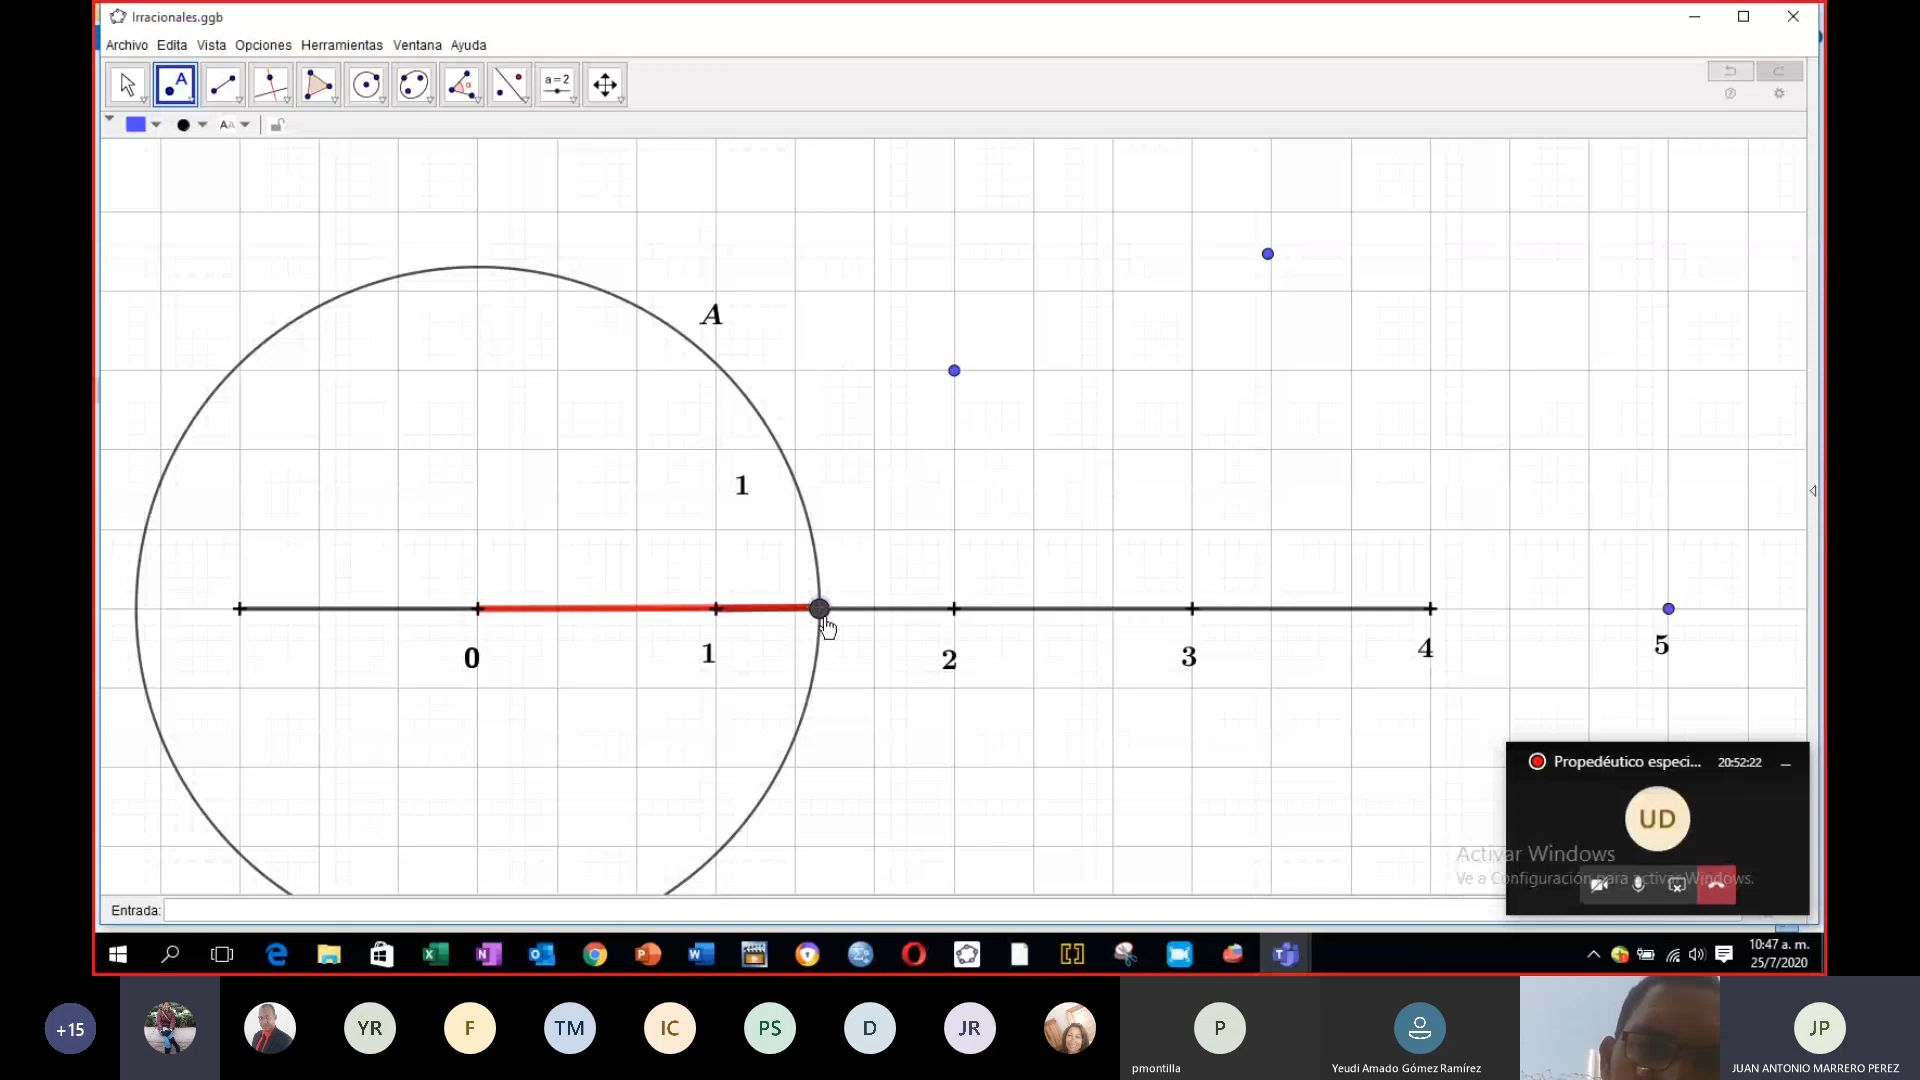 Irracionales.ggb
Archivo Edita Vista Opciones Herramientas Ventana Ayuda
A
a=2
AA
A
1
0 1 2 3 4 5
Propedéutico especi... 20:52:22
UD
Activar Windows
Ve a Configuración para activar Windows.
Entrada:
10:47 a. m.
25/7/2020
+15 YR F TM IC PS D JR P JP
pmontilla Yeudi Amado Gómez Ramírez JUAN ANTONIO MARRERO PEREZ